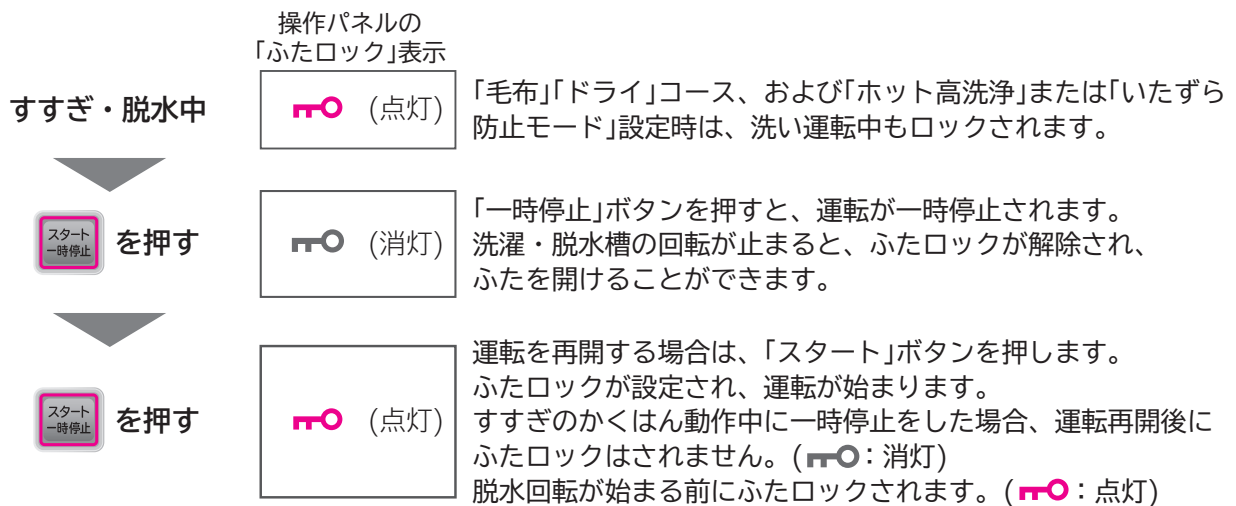 操作パネルの
「ふたロック」表示
すすぎ・脱水中
(点灯)
「毛布」「ドライ」コース、および「ホット高洗浄」または「いたずら
防止モード」設定時は、洗い運転中もロックされます。
スタート
一時停止
を押す
(消灯)
「一時停止」ボタンを押すと、運転が一時停止されます。
洗濯・脱水槽の回転が止まると、ふたロックが解除され、
ふたを開けることができます。
スタート
一時停止
を押す
(点灯)
運転を再開する場合は、「スタート」ボタンを押します。
ふたロックが設定され、運転が始まります。
すすぎのかくはん動作中に一時停止をした場合、運転再開後に
ふたロックはされません。(：消灯)
脱水回転が始まる前にふたロックされます。(：点灯)